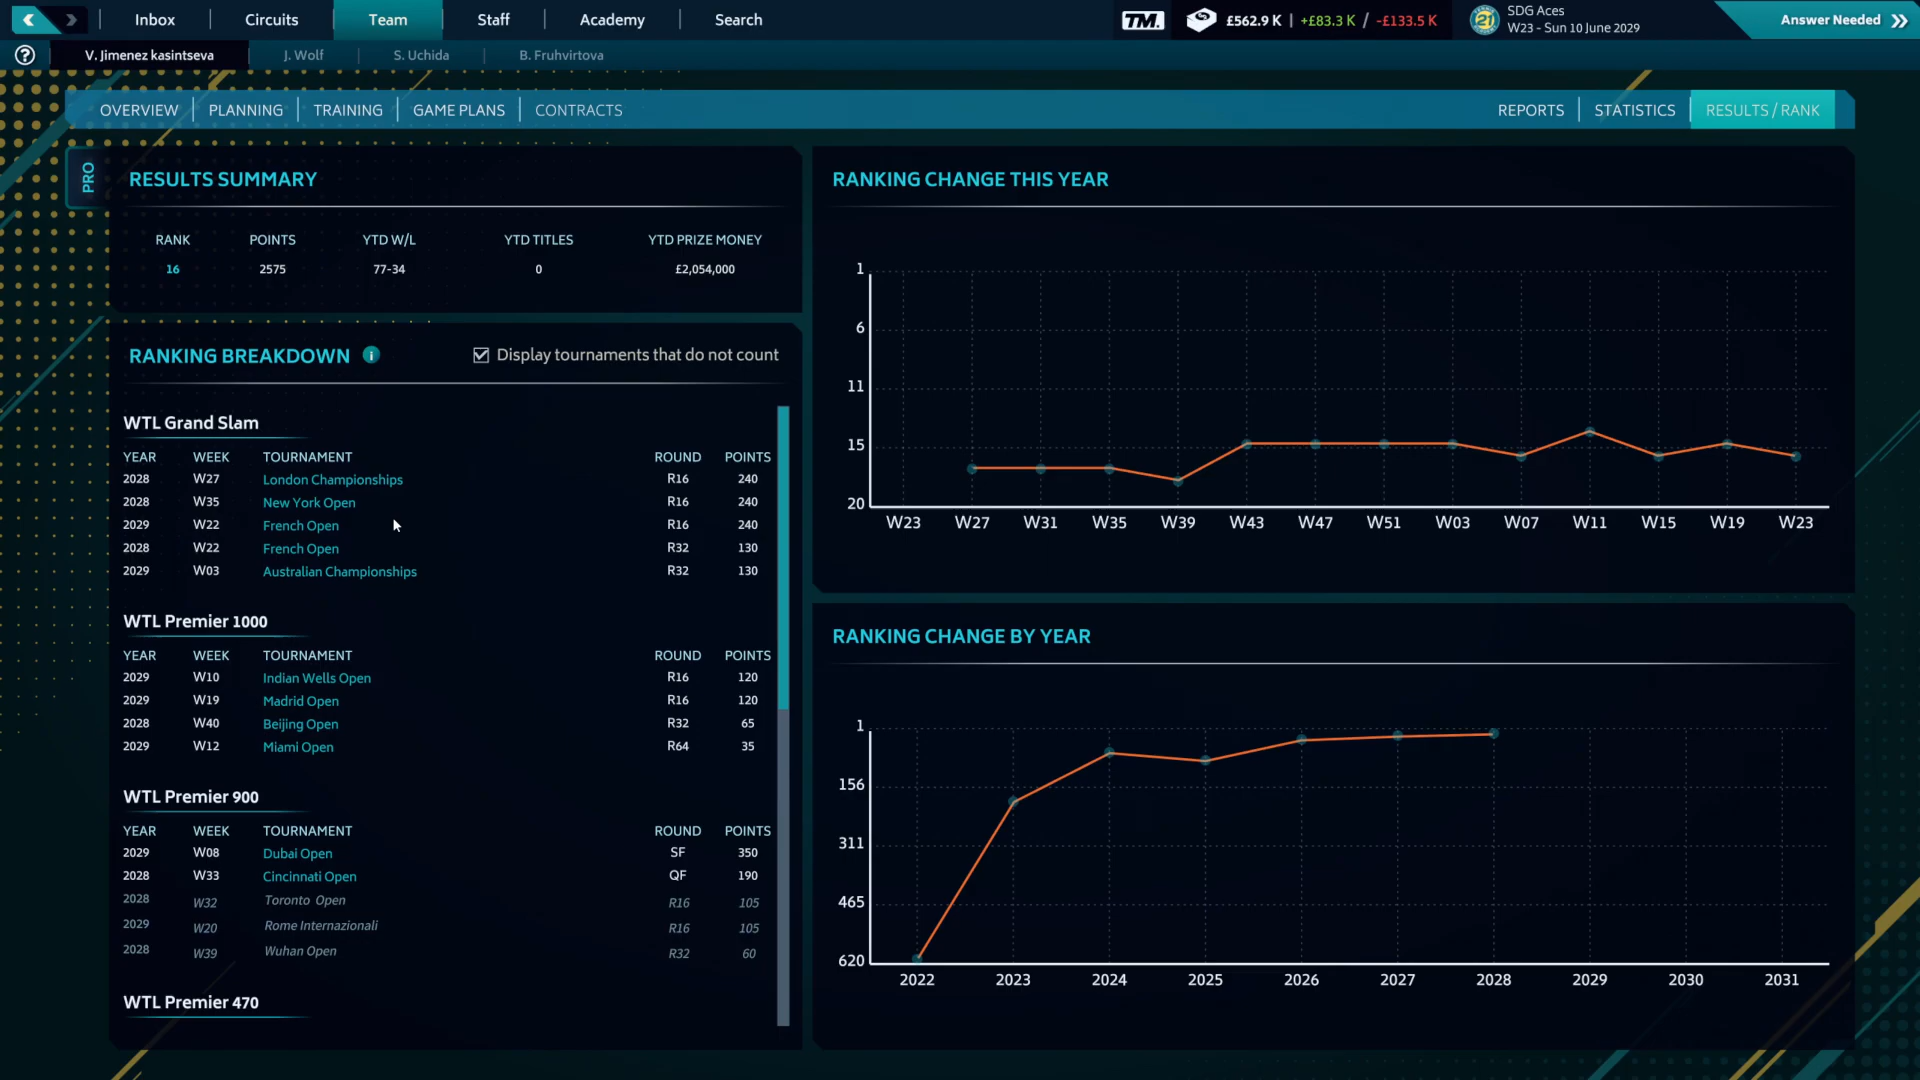 Inbox
Circuits
Team
Staff
Academy
Search
TM.
£562.9 K | +£83.3 K / -£133.5 K
21
SDG Aces
W23 - Sun 10 June 2029
Answer Needed
?
V. Jimenez kasintseva
J. Wolf
S. Uchida
B. Fruhvirtova
OVERVIEW
PLANNING
TRAINING
GAME PLANS
CONTRACTS
REPORTS
STATISTICS
RESULTS / RANK
PRO
RESULTS SUMMARY
RANK POINTS YTD W/L YTD TITLES YTD PRIZE MONEY
16 2575 77-34 0 £2,054,000
RANKING BREAKDOWN i
Display tournaments that do not count
WTL Grand Slam
YEAR WEEK TOURNAMENT ROUND POINTS
2028 W27 London Championships R16 240
2028 W35 New York Open R16 240
2029 W22 French Open R16 240
2028 W22 French Open R32 130
2029 W03 Australian Championships R32 130
WTL Premier 1000
YEAR WEEK TOURNAMENT ROUND POINTS
2029 W10 Indian Wells Open R16 120
2029 W19 Madrid Open R16 120
2028 W40 Beijing Open R32 65
2029 W12 Miami Open R64 35
WTL Premier 900
YEAR WEEK TOURNAMENT ROUND POINTS
2029 W08 Dubai Open SF 350
2028 W33 Cincinnati Open QF 190
2028 W32 Toronto Open R16 105
2029 W20 Rome Internazionali R16 105
2028 W39 Wuhan Open R32 60
WTL Premier 470
RANKING CHANGE THIS YEAR
1
6
11
15
20
W23 W27 W31 W35 W39 W43 W47 W51 W03 W07 W11 W15 W19 W23
RANKING CHANGE BY YEAR
1
156
311
465
620
2022 2023 2024 2025 2026 2027 2028 2029 2030 2031